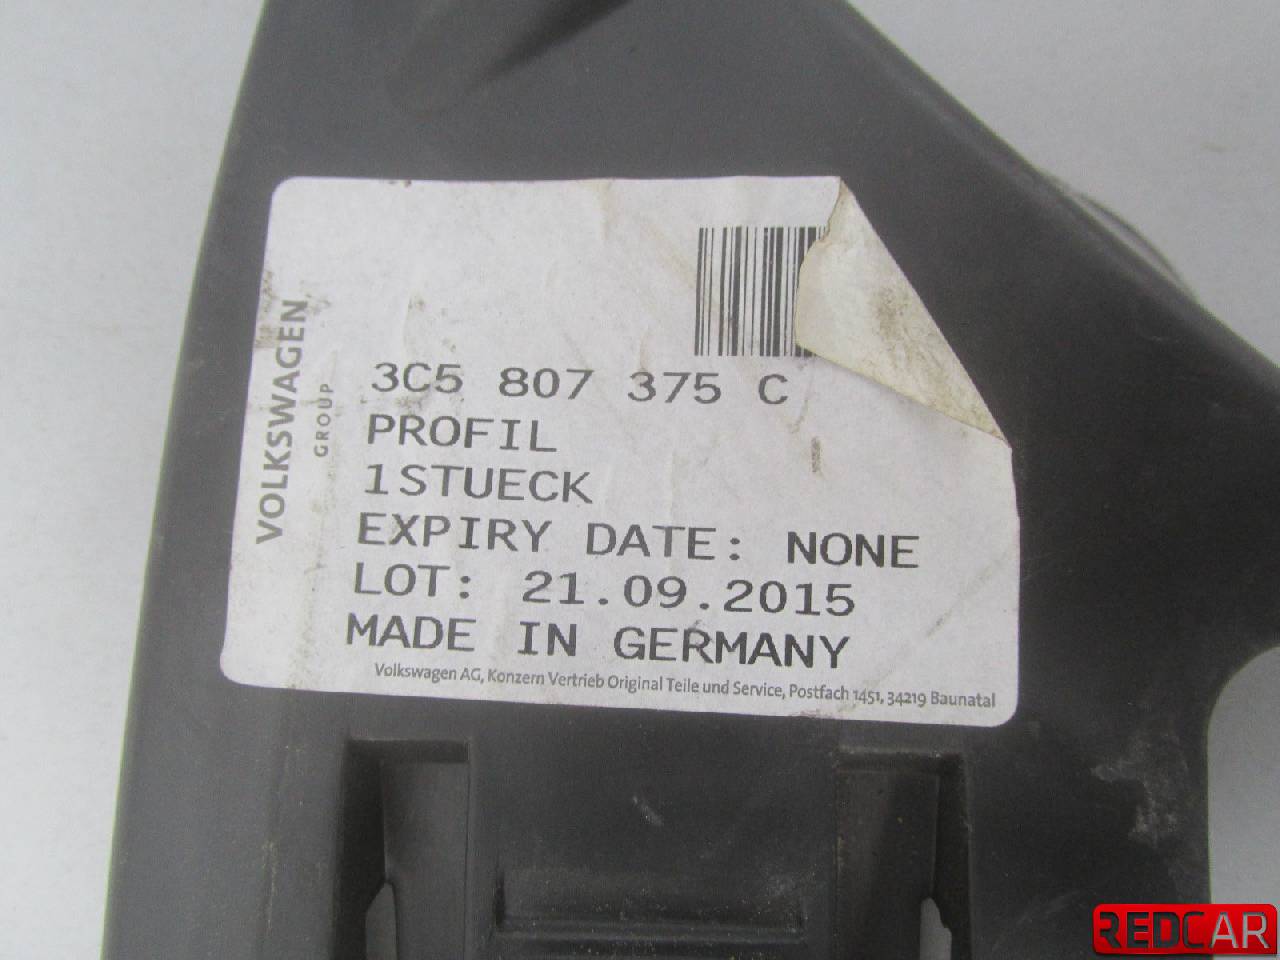 VOLKSWAGEN
GROUP
3C5 807 375 C
PROFIL
1STUECK
EXPIRY DATE: NONE
LOT: 21.09.2015
MADE IN GERMANY
Volkswagen AG, Konzern Vertrieb Original Teile und Service, Postfach 1451, 34219 Baunatal
REDCAR